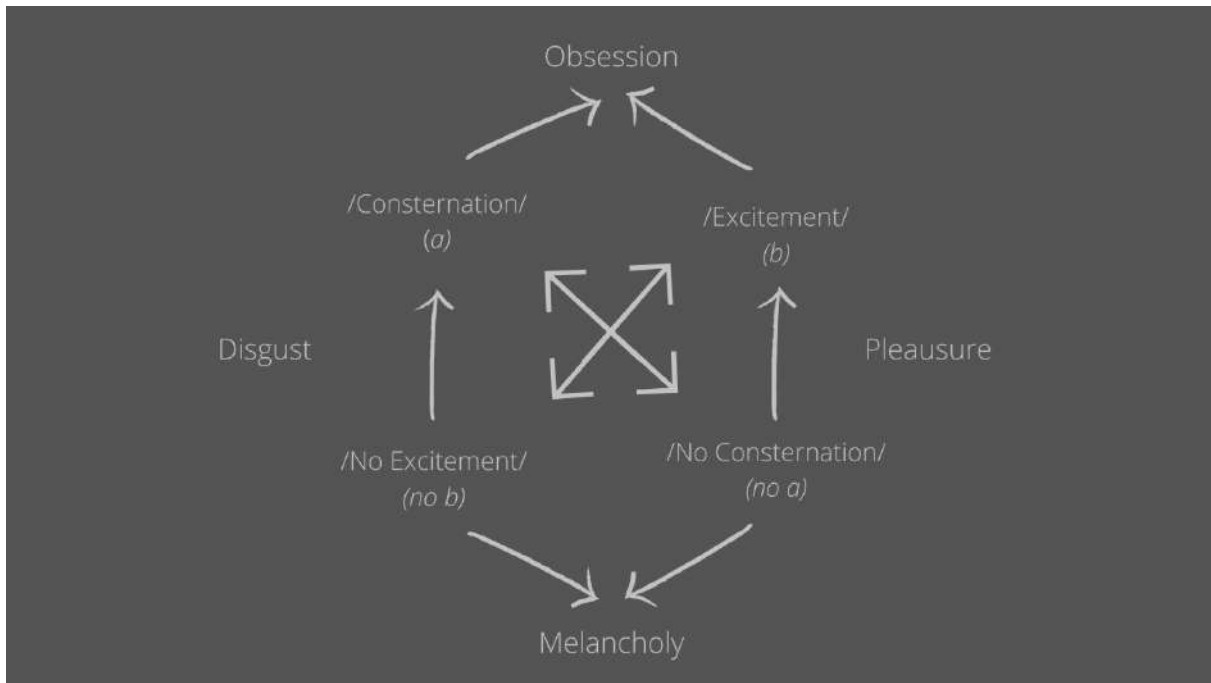 Obsession
/Consternation/
(a)
/Excitement/
(b)
Disgust
Pleausure
/No Excitement/
(no b)
/No Consternation/
(no a)
Melancholy